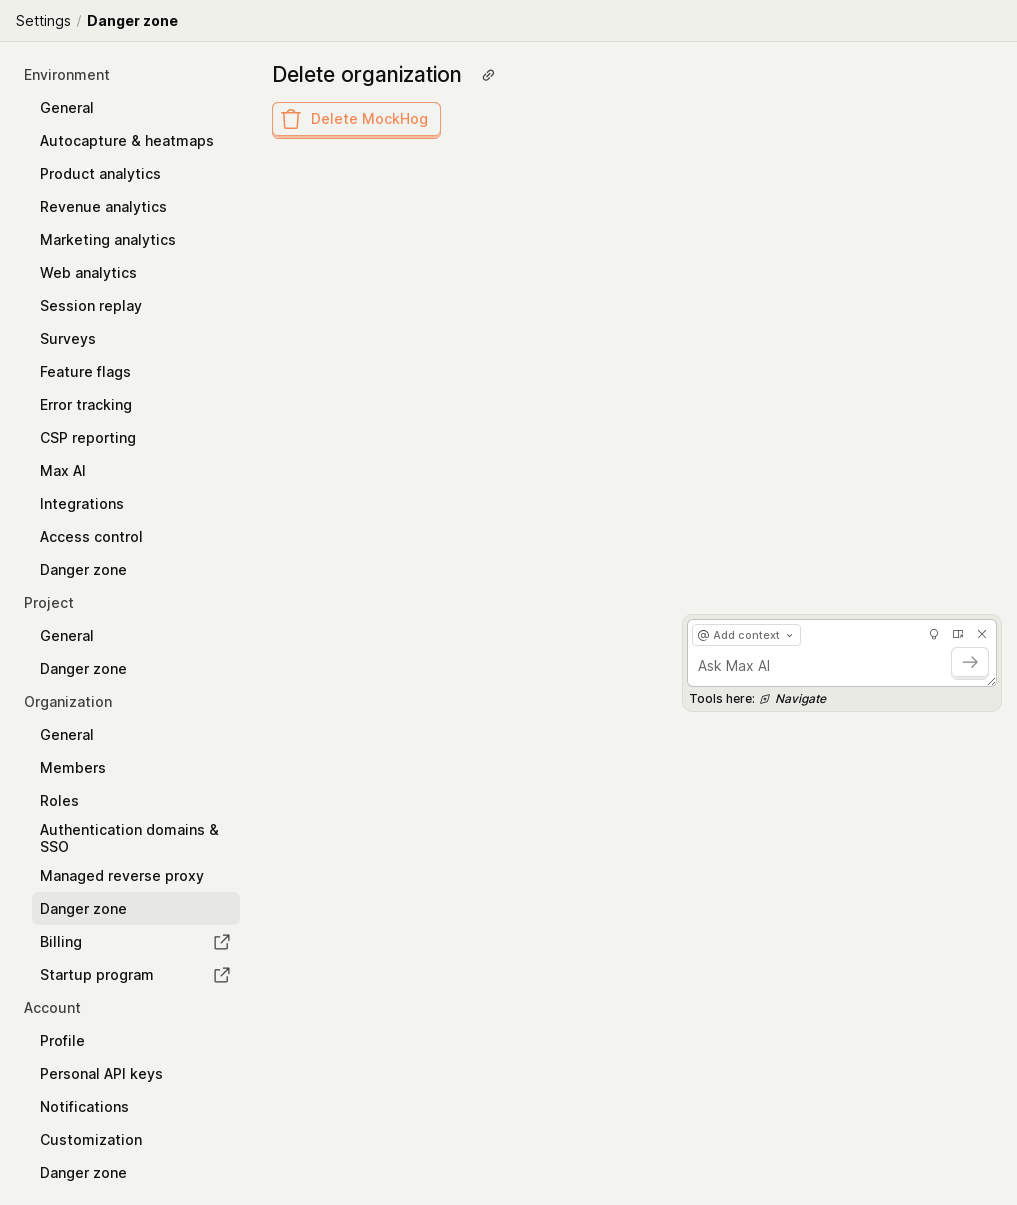 Settings / Danger zone
Environment
General
Autocapture & heatmaps
Product analytics
Revenue analytics
Marketing analytics
Web analytics
Session replay
Surveys
Feature flags
Error tracking
CSP reporting
Max AI
Integrations
Access control
Danger zone
Project
General
Danger zone
Organization
General
Members
Roles
Authentication domains &
SSO
Managed reverse proxy
Danger zone
Billing
Startup program
Account
Profile
Personal API keys
Notifications
Customization
Danger zone
Delete organization
Delete MockHog
@ Add context
Ask Max AI
Tools here: Navigate